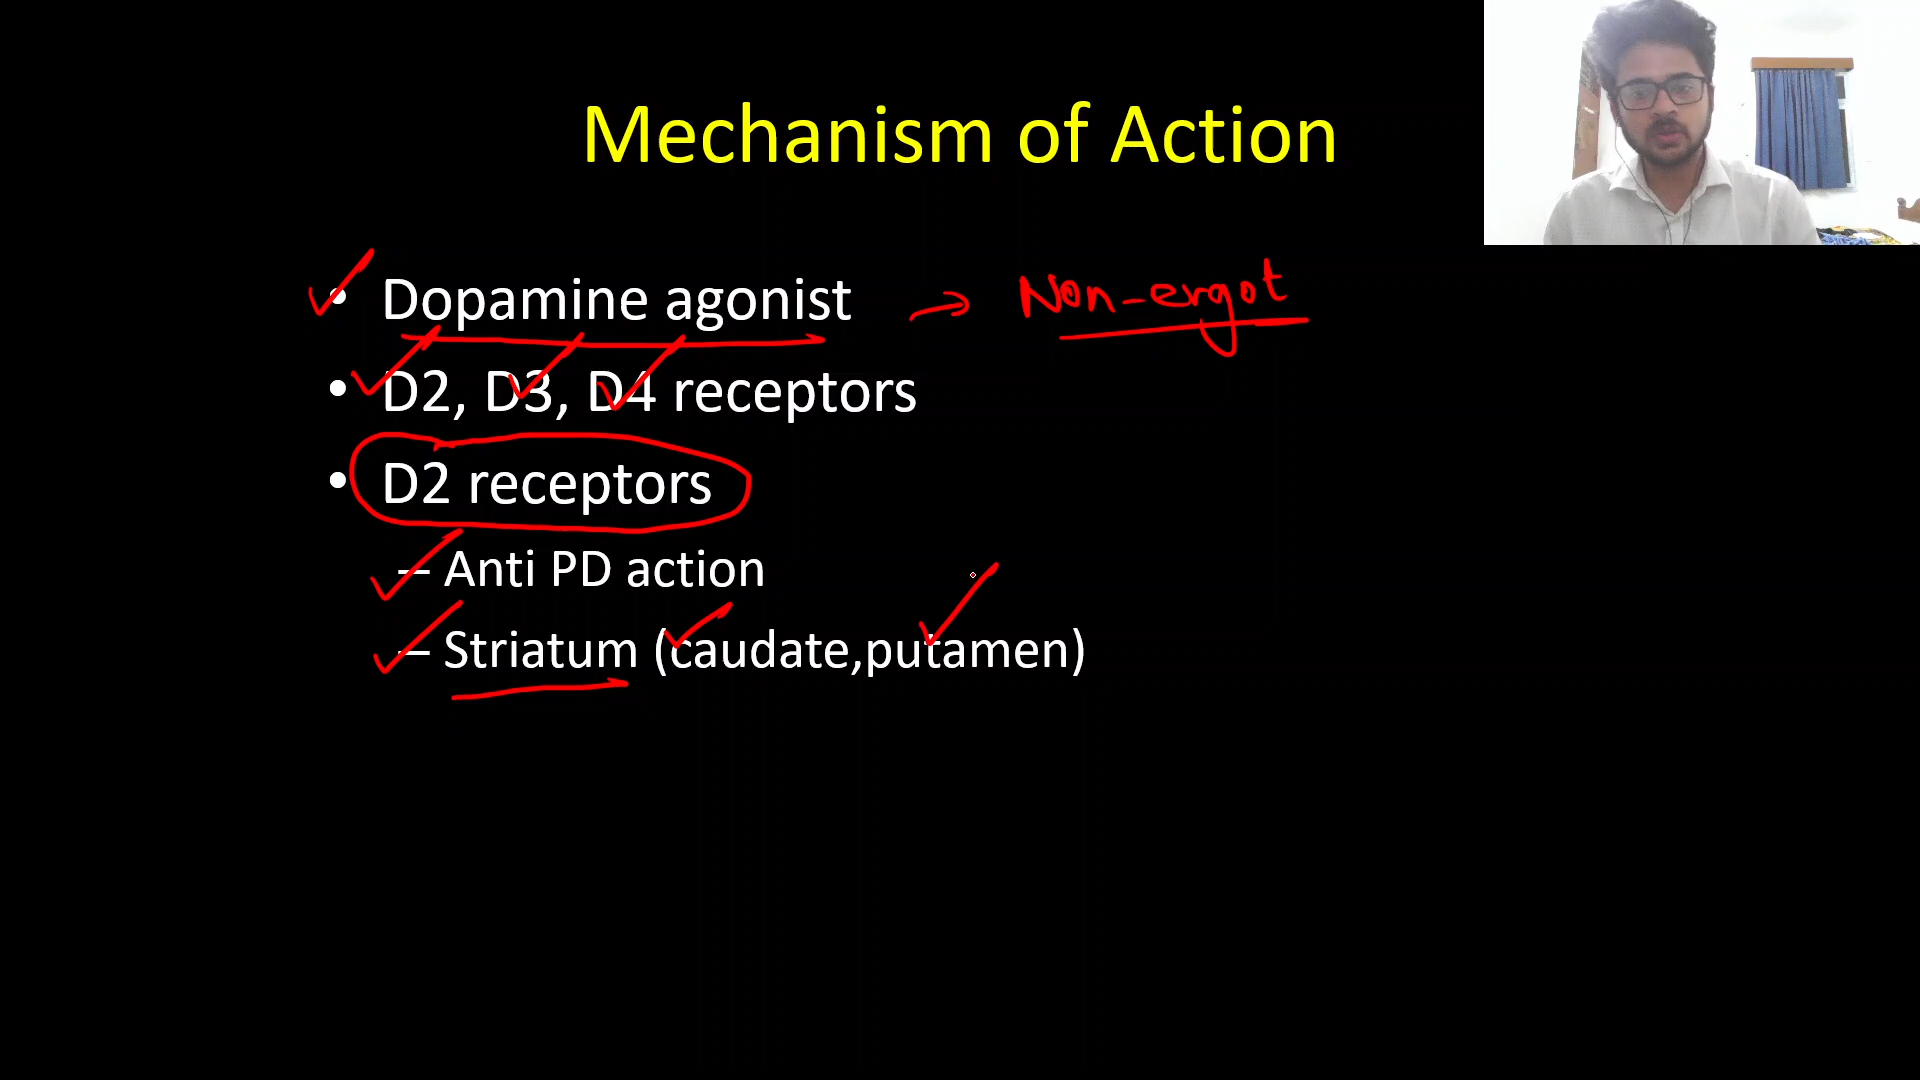 Mechanism of Action
• Dopamine agonist → Non-ergot
• D2, D3, D4 receptors
• D2 receptors
– Anti PD action
– Striatum (caudate,putamen)